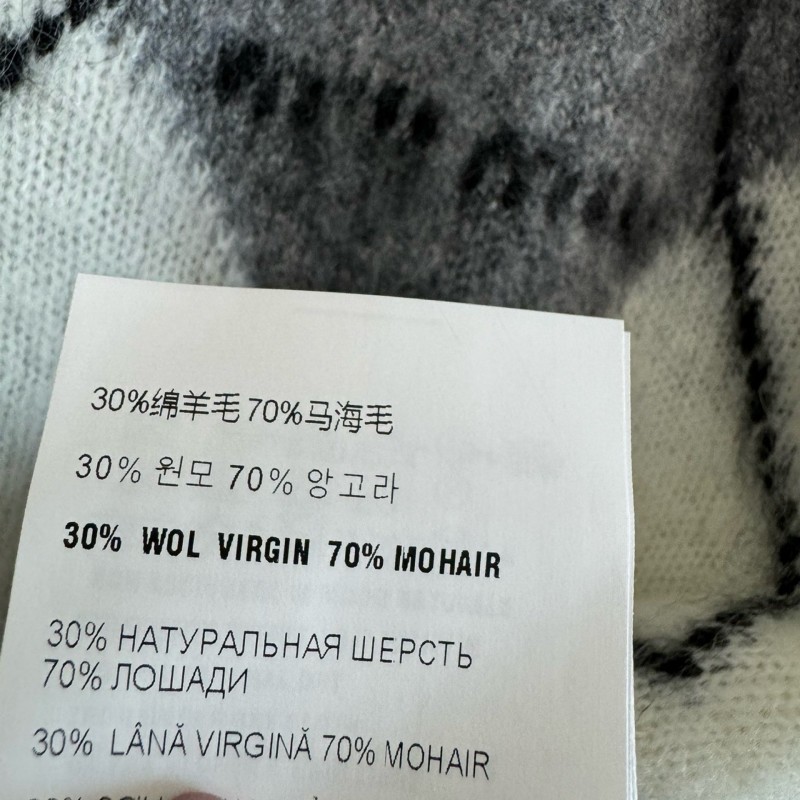 30%绵羊毛 70%马海毛
30% 원모 70% 앙고라
30% WOL VIRGIN 70% MOHAIR
30% НАТУРАЛЬНАЯ ШЕРСТЬ
70% ЛОШАДИ
30% LÂNĂ VIRGINĂ 70% MOHAIR